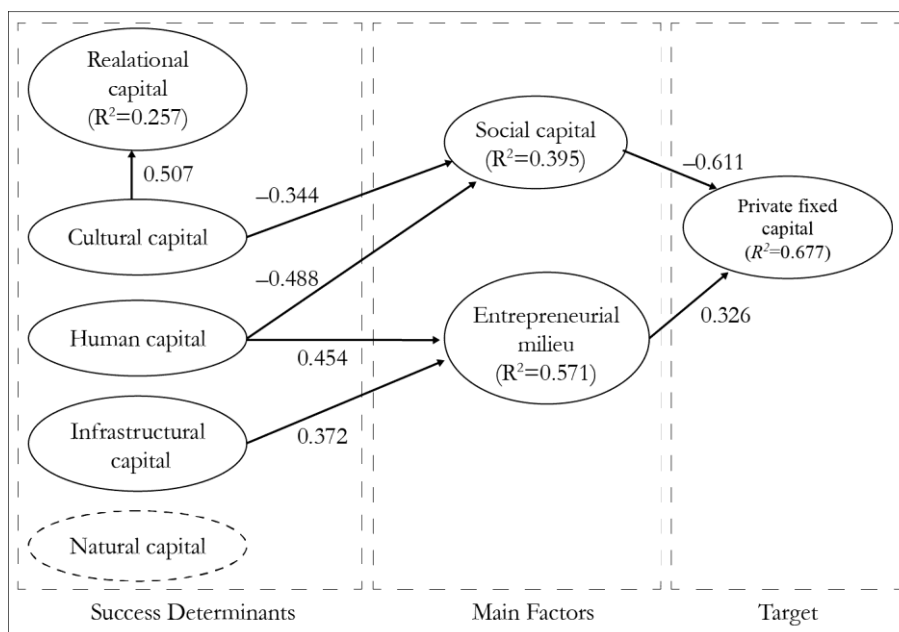 Realational
capital
(R²=0.257)
0.507
Cultural capital
Human capital
Infrastructural
capital
Natural capital
–0.344
–0.488
0.454
0.372
Social capital
(R²=0.395)
Entrepreneurial
milieu
(R²=0.571)
–0.611
0.326
Private fixed
capital
(R²=0.677)
Success Determinants
Main Factors
Target